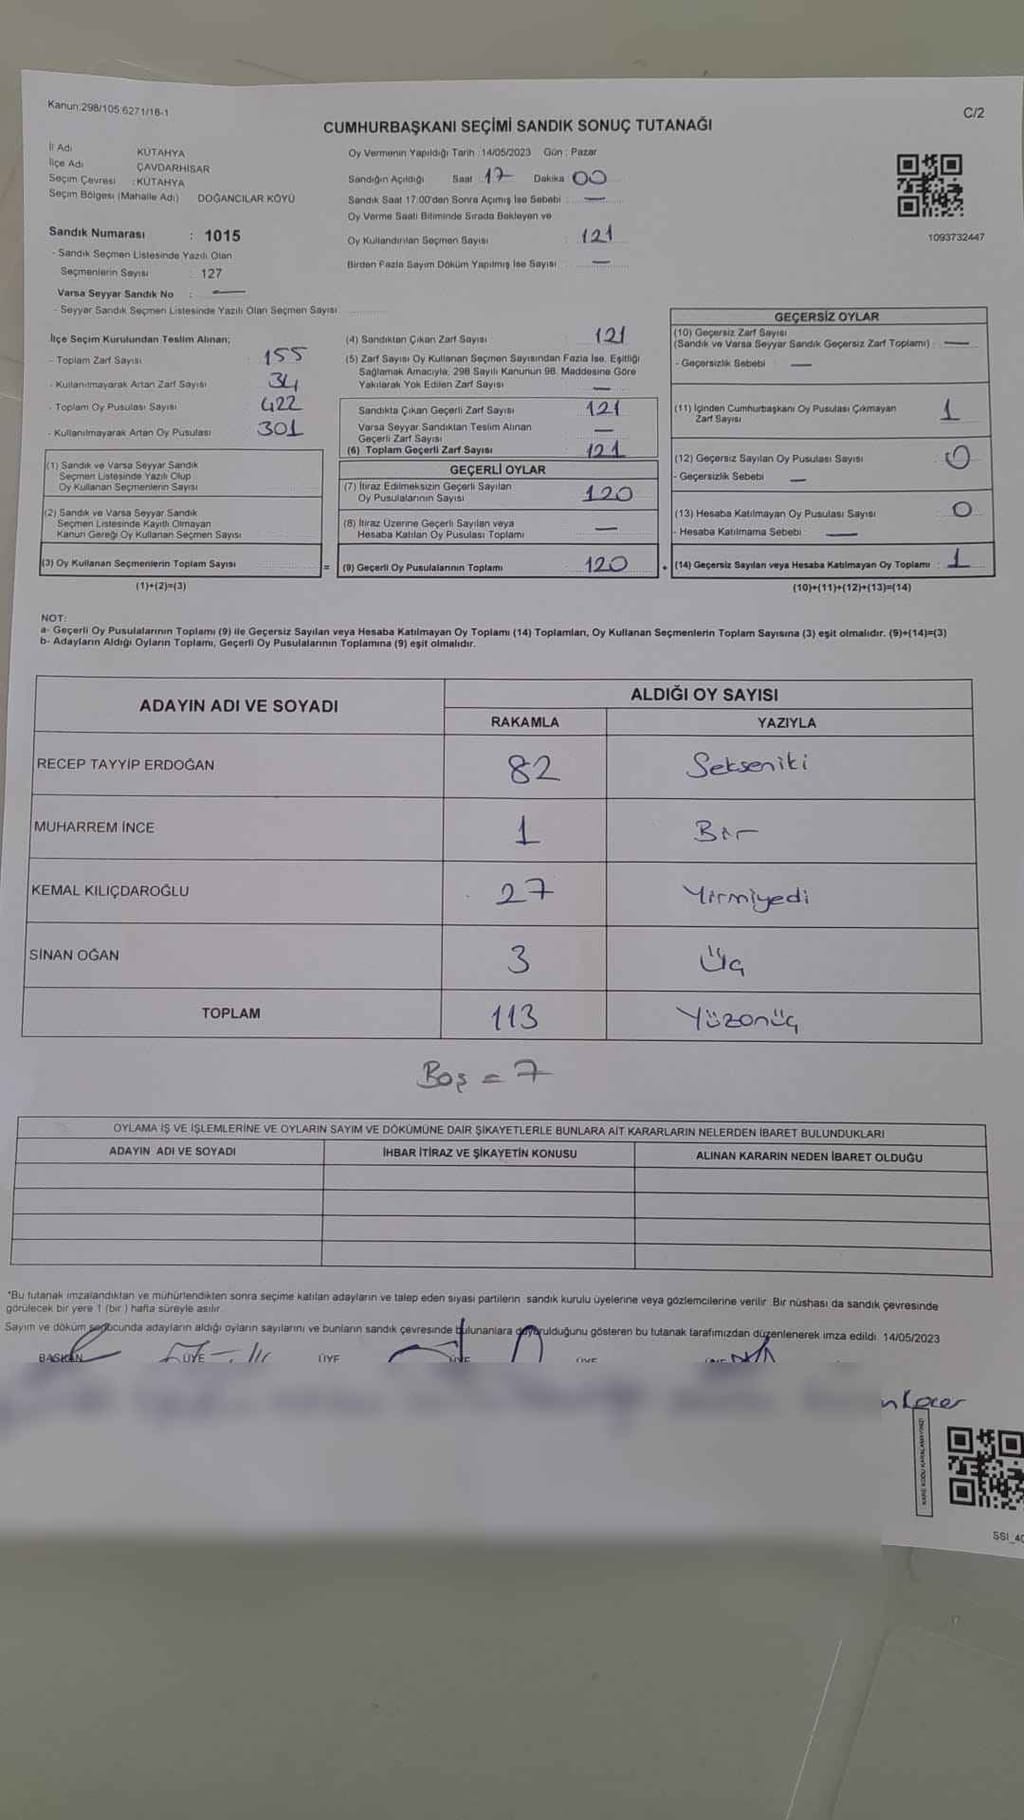 Kanun:298/105 6271/16-1
C/2
CUMHURBAŞKANI SEÇİMİ SANDIK SONUÇ TUTANAĞI
İl Adı KÜTAHYA
İlçe Adı ÇAVDARHİSAR
Seçim Çevresi : KÜTAHYA
Seçim Bölgesi (Mahalle Adı) DOĞANCILAR KÖYÜ
Sandık Numarası : 1015
- Sandık Seçmen Listesinde Yazılı Olan
Seçmenlerin Sayısı 127
Varsa Seyyar Sandık No : —
- Seyyar Sandık Seçmen Listesinde Yazılı Olan Seçmen Sayısı
Oy Vermenin Yapıldığı Tarih : 14/05/2023 Gün : Pazar
Sandığın Açıldığı Saat : 17 Dakika 00
Sandık Saat 17:00'den Sonra Açımış İse Sebebi : —
Oy Verme Saati Bitiminde Sırada Bekleyen ve
Oy Kullandırılan Seçmen Sayısı : 121
Birden Fazla Sayım Döküm Yapılmış İse Sayısı : —
1093732447
İlçe Seçim Kurulundan Teslim Alınan;
- Toplam Zarf Sayısı 155
- Kullanılmayarak Artan Zarf Sayısı 34
- Toplam Oy Pusulası Sayısı 422
- Kullanılmayarak Artan Oy Pusulası 301
(1) Sandık ve Varsa Seyyar Sandık
Seçmen Listesinde Yazılı Olup
Oy Kullanan Seçmenlerin Sayısı
(2) Sandık ve Varsa Seyyar Sandık
Seçmen Listesinde Kayıtlı Olmayan
Kanun Gereği Oy Kullanan Seçmen Sayısı
(3) Oy Kullanan Seçmenlerin Toplam Sayısı =
(1)+(2)=(3)
(4) Sandıktan Çıkan Zarf Sayısı 121
(5) Zarf Sayısı Oy Kullanan Seçmen Sayısından Fazla İse, Eşitliği
Sağlamak Amacıyla, 298 Sayılı Kanunun 98. Maddesine Göre
Yakılarak Yok Edilen Zarf Sayısı —
Sandıkta Çıkan Geçerli Zarf Sayısı 121
Varsa Seyyar Sandıktan Teslim Alınan
Geçerli Zarf Sayısı —
(6) Toplam Geçerli Zarf Sayısı 121
GEÇERLİ OYLAR
(7) İtiraz Edilmeksizin Geçerli Sayılan
Oy Pusulalarının Sayısı 120
(8) İtiraz Üzerine Geçerli Sayılan veya
Hesaba Katılan Oy Pusulası Toplamı —
(9) Geçerli Oy Pusulalarının Toplamı 120
GEÇERSİZ OYLAR
(10) Geçersiz Zarf Sayısı
(Sandık ve Varsa Seyyar Sandık Geçersiz Zarf Toplamı) : —
- Geçersizlik Sebebi : —
(11) İçinden Cumhurbaşkanı Oy Pusulası Çıkmayan
Zarf Sayısı 1
(12) Geçersiz Sayılan Oy Pusulası Sayısı 0
- Geçersizlik Sebebi —
(13) Hesaba Katılmayan Oy Pusulası Sayısı 0
- Hesaba Katılmama Sebebi : —
(14) Geçersiz Sayılan veya Hesaba Katılmayan Oy Toplamı : 1
(10)+(11)+(12)+(13)=(14)
NOT:
a- Geçerli Oy Pusulalarının Toplamı (9) ile Geçersiz Sayılan veya Hesaba Katılmayan Oy Toplamı (14) Toplamları, Oy Kullanan Seçmenlerin Toplam Sayısına (3) eşit olmalıdır. (9)+(14)=(3)
b- Adayların Aldığı Oyların Toplamı, Geçerli Oy Pusulalarının Toplamına (9) eşit olmalıdır.
ADAYIN ADI VE SOYADI
ALDIĞI OY SAYISI
RAKAMLA YAZIYLA
RECEP TAYYİP ERDOĞAN 82 Sekseniki
MUHARREM İNCE 1 Bir
KEMAL KILIÇDAROĞLU 27 Yirmiyedi
SİNAN OĞAN 3 Üç
TOPLAM 113 Yüzonüç
Boş = 7
OYLAMA İŞ VE İŞLEMLERİNE VE OYLARIN SAYIM VE DÖKÜMÜNE DAİR ŞİKAYETLERLE BUNLARA AİT KARARLARIN NELERDEN İBARET BULUNDUKLARI
ADAYIN ADI VE SOYADI İHBAR İTİRAZ VE ŞİKAYETİN KONUSU ALINAN KARARIN NEDEN İBARET OLDUĞU
*Bu tutanak imzalandıktan ve mühürlendikten sonra seçime katılan adayların ve talep eden siyasi partilerin sandık kurulu üyelerine veya gözlemcilerine verilir. Bir nüshası da sandık çevresinde
görülecek bir yere 1 (bir) hafta süreyle asılır.
Sayım ve döküm sonucunda adayların aldığı oyların sayılarını ve bunların sandık çevresinde bulunanlara duyurulduğunu gösteren bu tutanak tarafımızdan düzenlenerek imza edildi. 14/05/2023
BAŞKAN ÜYE ÜYE ÜYE ÜYE
KARE KODU KARALAMAYINIZ!